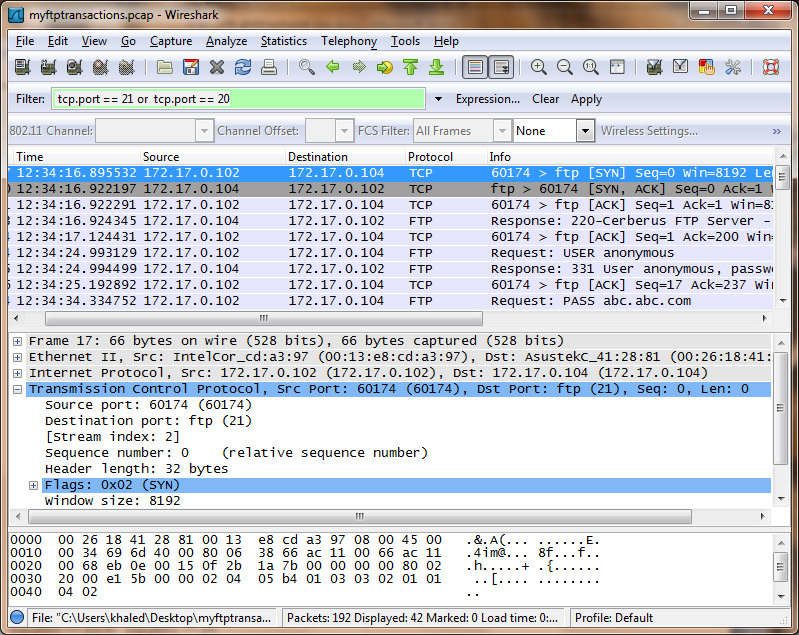 myftptransactions.pcap - Wireshark
File Edit View Go Capture Analyze Statistics Telephony Tools Help
Filter: tcp.port == 21 or tcp.port == 20 Expression... Clear Apply
802.11 Channel: Channel Offset: FCS Filter: All Frames None Wireless Settings... »
Time Source Destination Protocol Info
12:34:16.895532 172.17.0.102 172.17.0.104 TCP 60174 > ftp [SYN] Seq=0 Win=8192 Len
12:34:16.922197 172.17.0.104 172.17.0.102 TCP ftp > 60174 [SYN, ACK] Seq=0 Ack=1
12:34:16.922291 172.17.0.102 172.17.0.104 TCP 60174 > ftp [ACK] Seq=1 Ack=1 Win=81
12:34:16.924345 172.17.0.104 172.17.0.102 FTP Response: 220-Cerberus FTP Server -
12:34:17.124431 172.17.0.102 172.17.0.104 TCP 60174 > ftp [ACK] Seq=1 Ack=200 Win=
12:34:24.993129 172.17.0.102 172.17.0.104 FTP Request: USER anonymous
12:34:24.994499 172.17.0.104 172.17.0.102 FTP Response: 331 User anonymous, passw
12:34:25.192892 172.17.0.102 172.17.0.104 TCP 60174 > ftp [ACK] Seq=17 Ack=237 Win
12:34:34.334752 172.17.0.102 172.17.0.104 FTP Request: PASS abc.abc.com
Frame 17: 66 bytes on wire (528 bits), 66 bytes captured (528 bits)
Ethernet II, Src: IntelCor_cd:a3:97 (00:13:e8:cd:a3:97), Dst: AsustekC_41:28:81 (00:26:18:41:
Internet Protocol, Src: 172.17.0.102 (172.17.0.102), Dst: 172.17.0.104 (172.17.0.104)
Transmission Control Protocol, Src Port: 60174 (60174), Dst Port: ftp (21), Seq: 0, Len: 0
Source port: 60174 (60174)
Destination port: ftp (21)
[Stream index: 2]
Sequence number: 0 (relative sequence number)
Header length: 32 bytes
Flags: 0x02 (SYN)
Window size: 8192
0000 00 26 18 41 28 81 00 13 e8 cd a3 97 08 00 45 00 .&.A(... ......E.
0010 00 34 69 6d 40 00 80 06 38 66 ac 11 00 66 ac 11 .4im@... 8f...f..
0020 00 68 eb 0e 00 15 0f 2b 1a 7b 00 00 00 00 80 02 .h.....+ .{......
0030 20 00 e1 5b 00 00 02 04 05 b4 01 03 03 02 01 01 ..[.... ........
0040 04 02 ..
File: "C:\Users\khaled\Desktop\myftptransa... Packets: 192 Displayed: 42 Marked: 0 Load time: 0:... Profile: Default